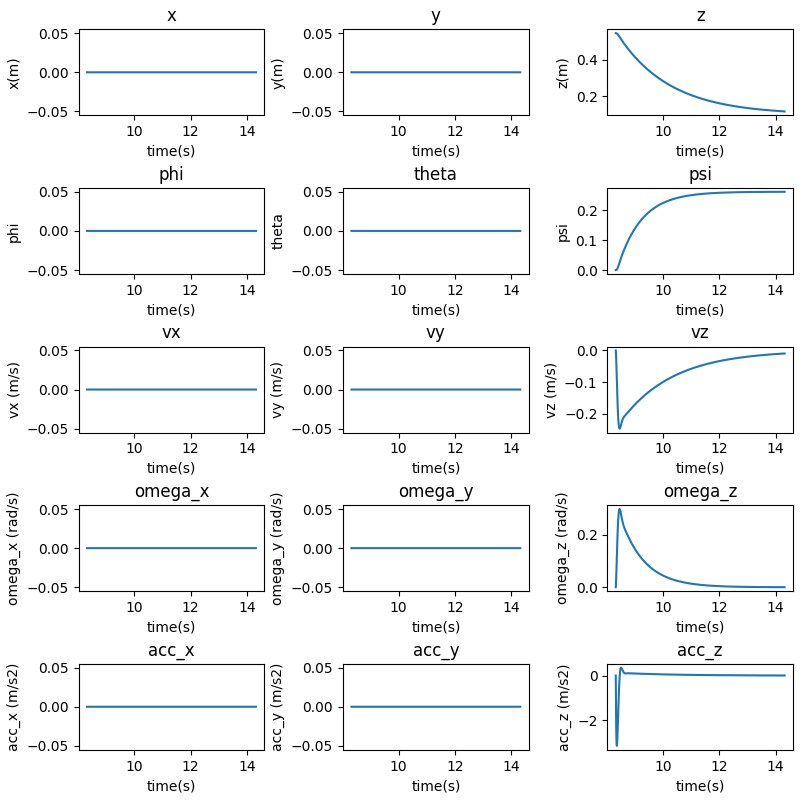 x y z
x(m) 0.05 0.00 −0.05 y(m) 0.05 0.00 −0.05 z(m) 0.4 0.2
10 12 14 10 12 14 10 12 14
time(s) time(s) time(s)
phi theta psi
phi 0.05 0.00 −0.05 theta 0.05 0.00 −0.05 psi 0.2 0.1 0.0
10 12 14 10 12 14 10 12 14
time(s) time(s) time(s)
vx vy vz
vx (m/s) 0.05 0.00 −0.05 vy (m/s) 0.05 0.00 −0.05 vz (m/s) 0.0 −0.1 −0.2
10 12 14 10 12 14 10 12 14
time(s) time(s) time(s)
omega_x omega_y omega_z
omega_x (rad/s) 0.05 0.00 −0.05 omega_y (rad/s) 0.05 0.00 −0.05 omega_z (rad/s) 0.2 0.0
10 12 14 10 12 14 10 12 14
time(s) time(s) time(s)
acc_x acc_y acc_z
acc_x (m/s2) 0.05 0.00 −0.05 acc_y (m/s2) 0.05 0.00 −0.05 acc_z (m/s2) 0 −2
10 12 14 10 12 14 10 12 14
time(s) time(s) time(s)